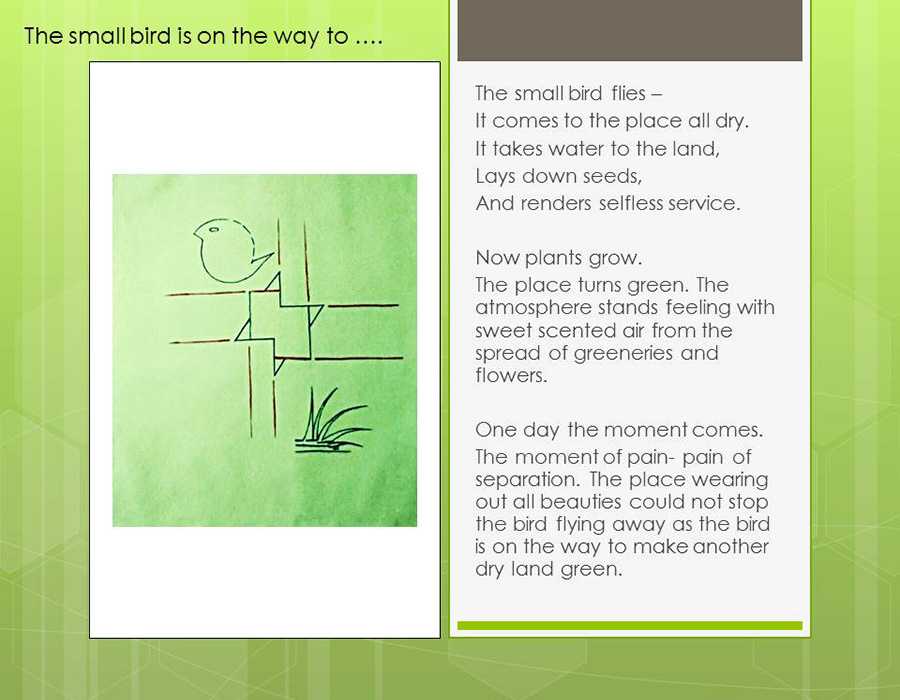 The small bird is on the way to ....
The small bird flies –
It comes to the place all dry.
It takes water to the land,
Lays down seeds,
And renders selfless service.
Now plants grow.
The place turns green. The
atmosphere stands feeling with
sweet scented air from the
spread of greeneries and
flowers.
One day the moment comes.
The moment of pain- pain of
separation. The place wearing
out all beauties could not stop
the bird flying away as the bird
is on the way to make another
dry land green.